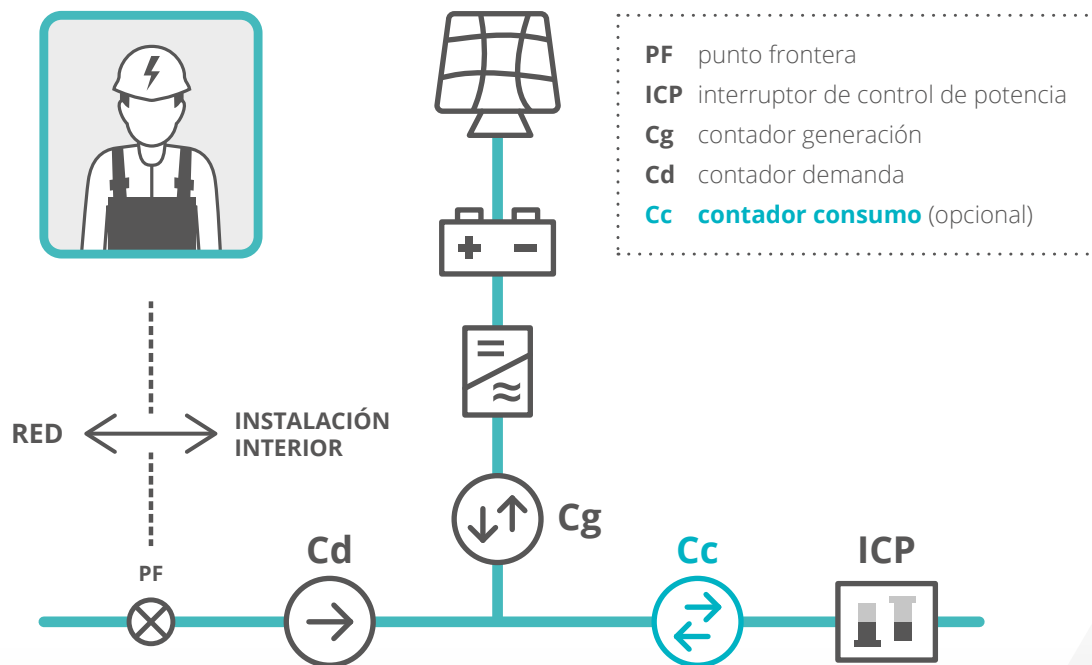 PF punto frontera
ICP interruptor de control de potencia
Cg contador generación
Cd contador demanda
Cc contador consumo (opcional)
RED
INSTALACIÓN
INTERIOR
Cg
PF
Cd
Cc
ICP